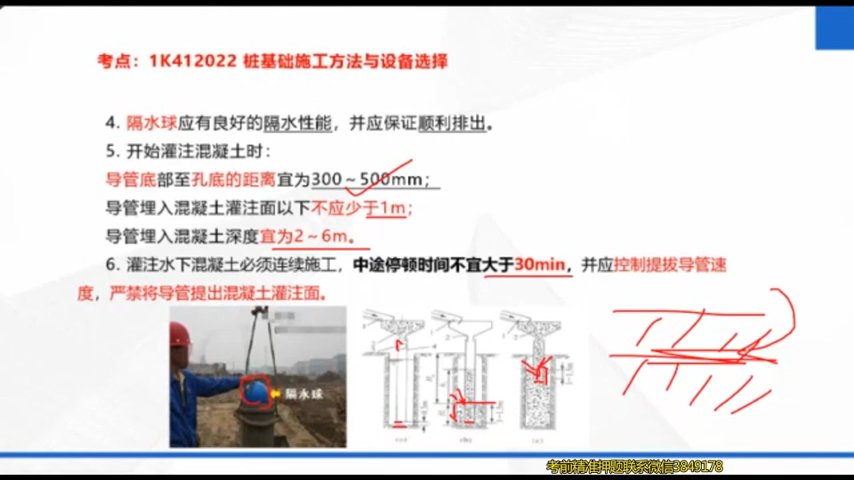 考点：1K412022 桩基础施工方法与设备选择
4. 隔水球应有良好的隔水性能，并应保证顺利排出。
5. 开始灌注混凝土时：
导管底部至孔底的距离宜为300～500mm；
导管埋入混凝土灌注面以下不应少于1m；
导管埋入混凝土深度宜为2～6m。
6. 灌注水下混凝土必须连续施工，中途停顿时间不宜大于30min，并应控制提拔导管速
度，严禁将导管提出混凝土灌注面。
隔水球
考前精准押题联系微信3849178